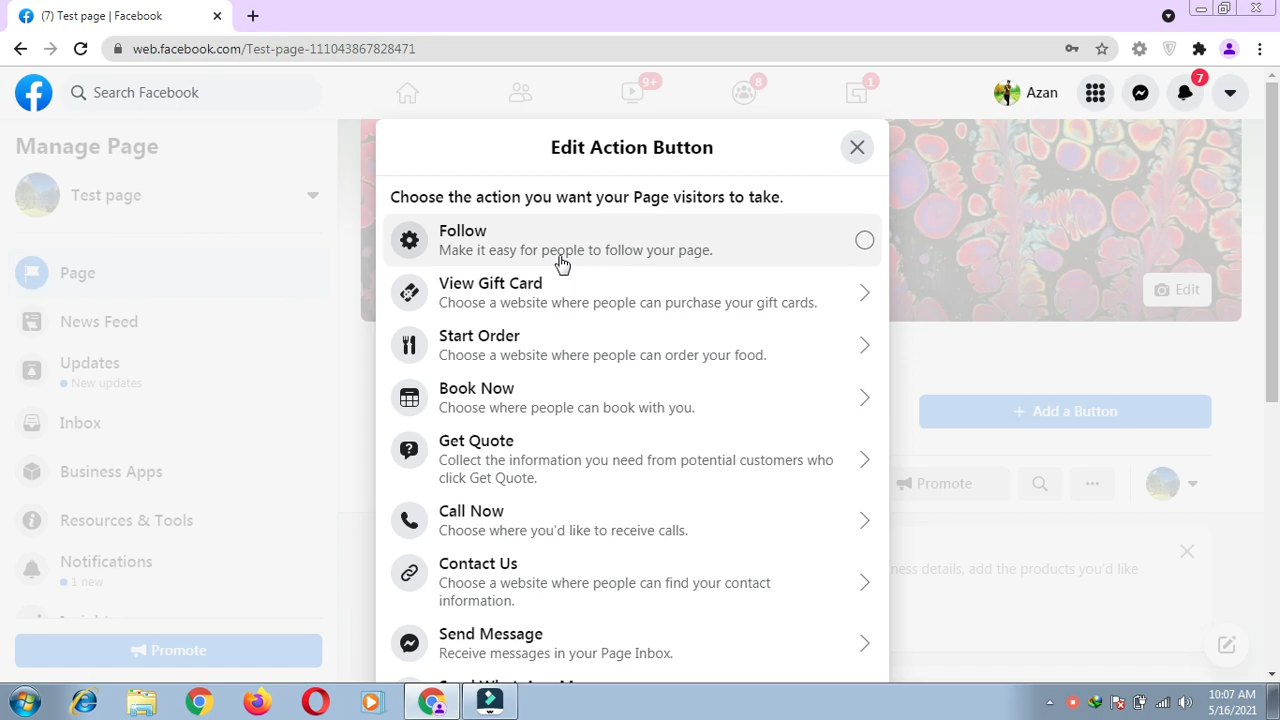 (7) Test page | Facebook
web.facebook.com/Test-page-111043867828471
Search Facebook
9+
8
1
Azan
7
Manage Page
Test page
Page
News Feed
Updates
New updates
Inbox
Business Apps
Resources & Tools
Notifications
1 new
Promote
Edit Action Button
Choose the action you want your Page visitors to take.
Follow
Make it easy for people to follow your page.
View Gift Card
Choose a website where people can purchase your gift cards.
Start Order
Choose a website where people can order your food.
Book Now
Choose where people can book with you.
Get Quote
Collect the information you need from potential customers who
click Get Quote.
Call Now
Choose where you'd like to receive calls.
Contact Us
Choose a website where people can find your contact
information.
Send Message
Receive messages in your Page Inbox.
Edit
+ Add a Button
Promote
ness details, add the products you'd like
10:07 AM
5/16/2021